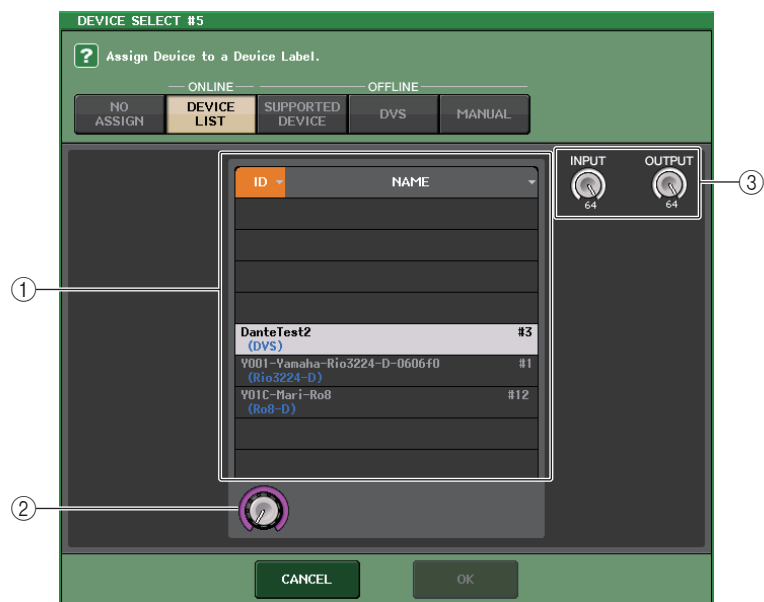 DEVICE SELECT #5
? Assign Device to a Device Label.
ONLINE OFFLINE
NO ASSIGN
DEVICE LIST
SUPPORTED DEVICE
DVS
MANUAL
INPUT OUTPUT
64 64
ID NAME
DanteTest2 #3
(DVS)
Y001-Yamaha-Rio3224-D-0606f0 #1
(Rio3224-D)
Y01C-Mari-Ro8 #12
(Ro8-D)
CANCEL OK
①
②
③